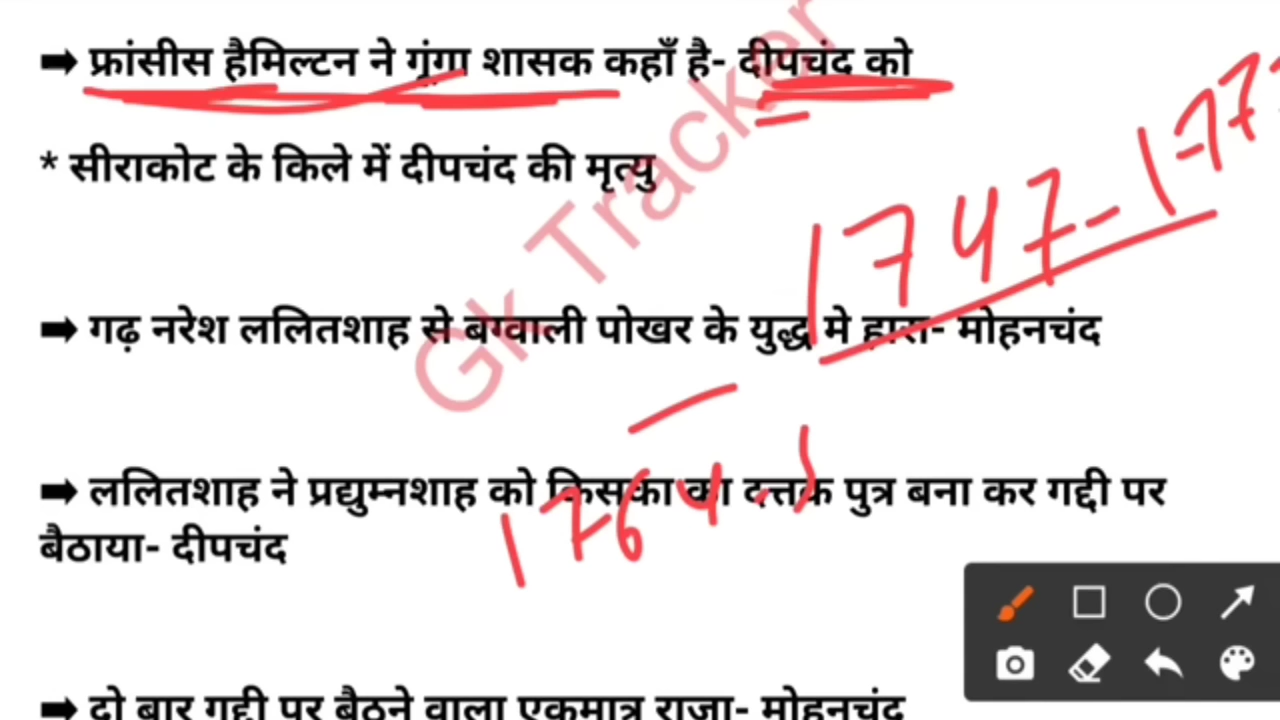 ➡ फ्रांसीस हैमिल्टन ने गूंगा शासक कहाँ है- दीपचंद को
* सीराकोट के किले में दीपचंद की मृत्यु
1747-177
➡ गढ़ नरेश ललितशाह से बग्वाली पोखर के युद्ध मे हारा- मोहनचंद
➡ ललितशाह ने प्रद्युम्नशाह को किसका का दत्तक पुत्र बना कर गद्दी पर
बैठाया- दीपचंद
1764
➡ दो बार गद्दी पर बैठने वाला एकमात्र राजा- मोहनचंद
Gk Tracker